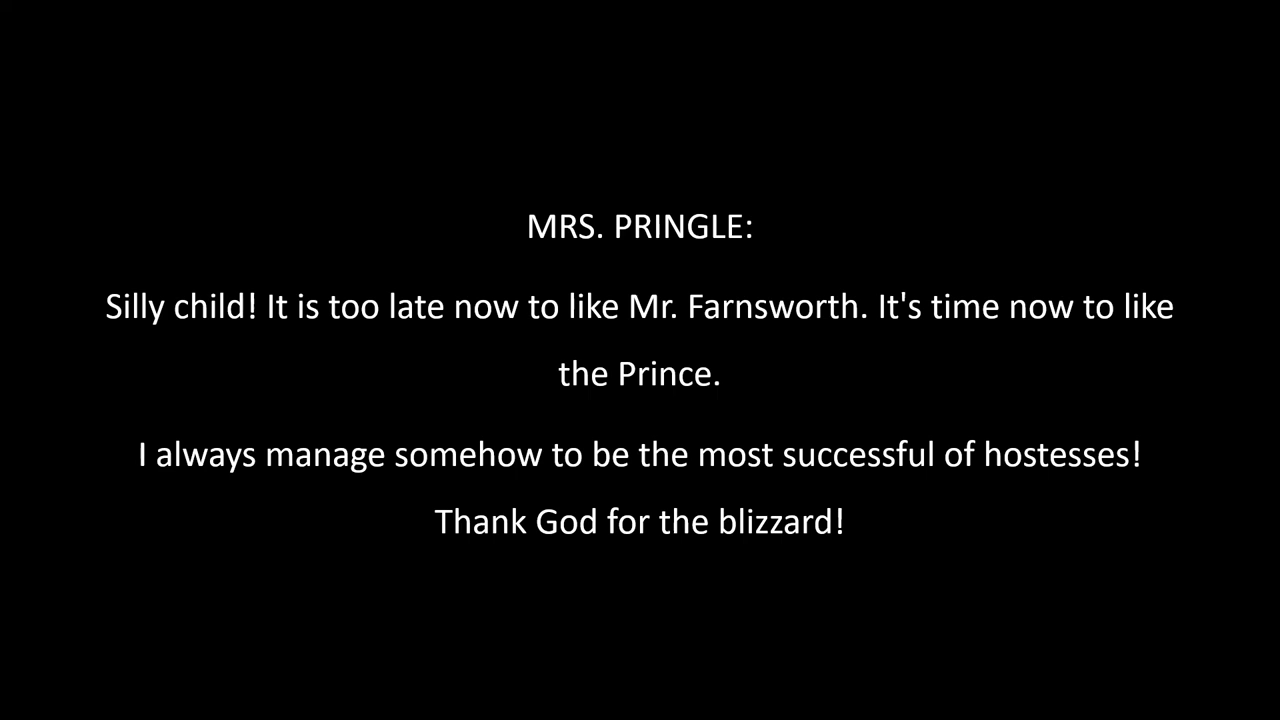 MRS. PRINGLE:
Silly child! It is too late now to like Mr. Farnsworth. It's time now to like
the Prince.
I always manage somehow to be the most successful of hostesses!
Thank God for the blizzard!